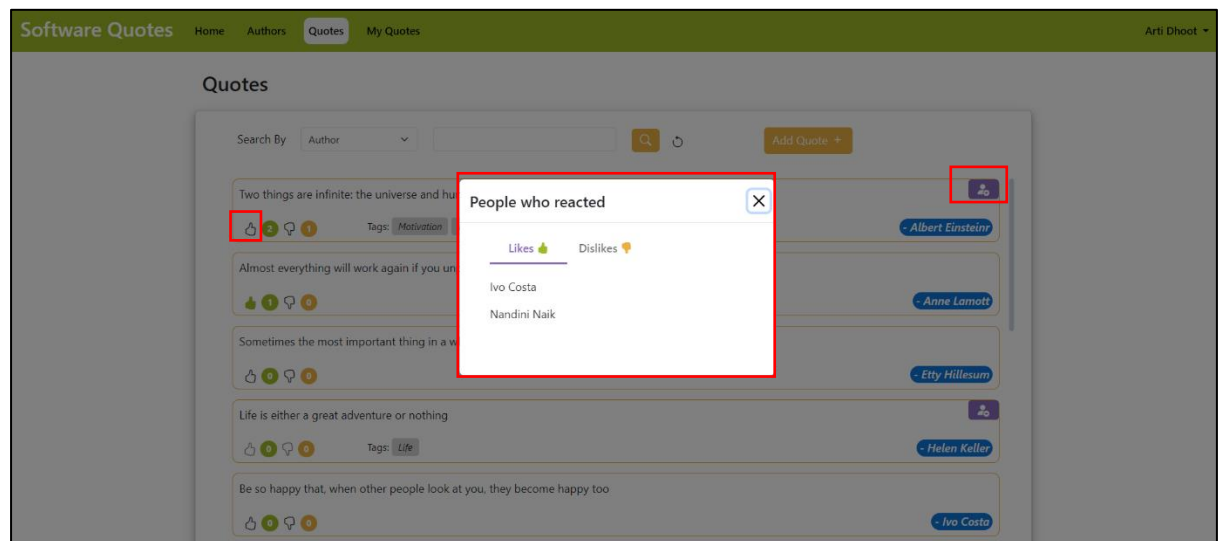 Software Quotes Home Authors Quotes My Quotes Arti Dhoot
Quotes
Search By Author Add Quote +
Two things are infinite: the universe and hu
2 1 Tags: Motivation - Albert Einsteinr
People who reacted
Likes Dislikes
Ivo Costa
Nandini Naik
Almost everything will work again if you un
1 0 - Anne Lamott
Sometimes the most important thing in a w
0 0 - Etty Hillesum
Life is either a great adventure or nothing
0 0 Tags: Life - Helen Keller
Be so happy that, when other people look at you, they become happy too
0 0 - Ivo Costa